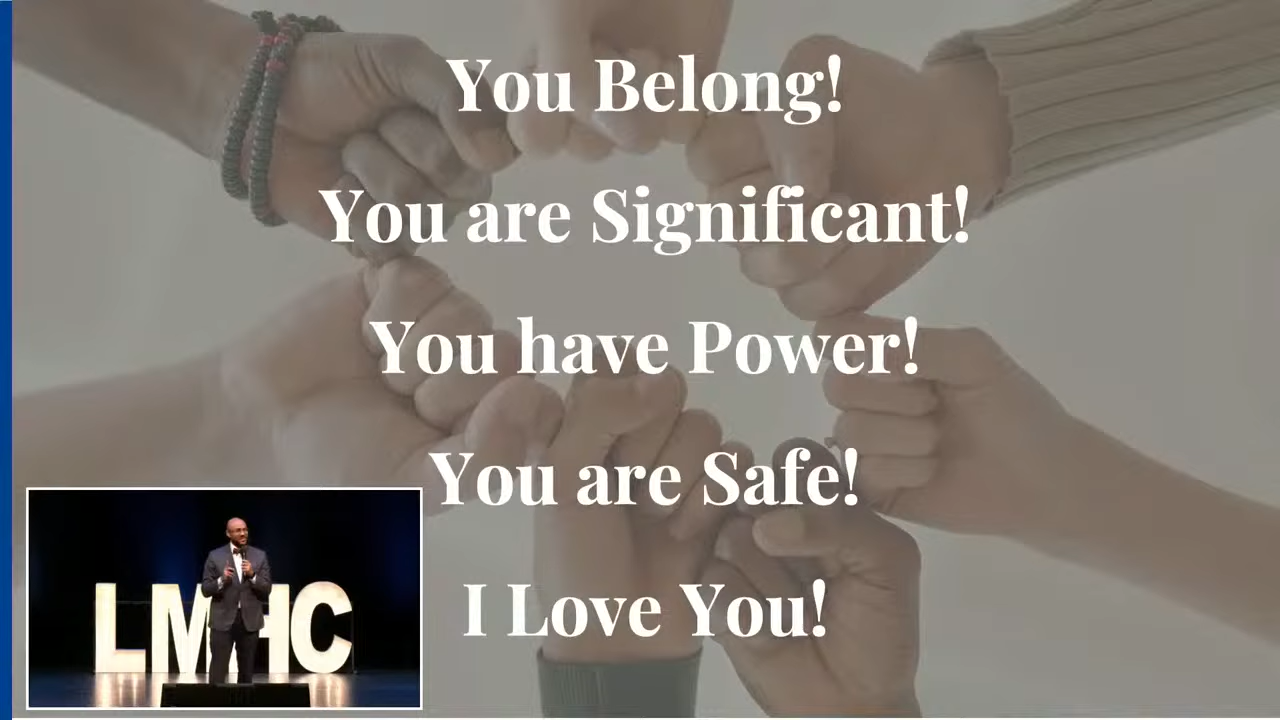 You Belong!
You are Significant!
You have Power!
You are Safe!
I Love You!
LMHC